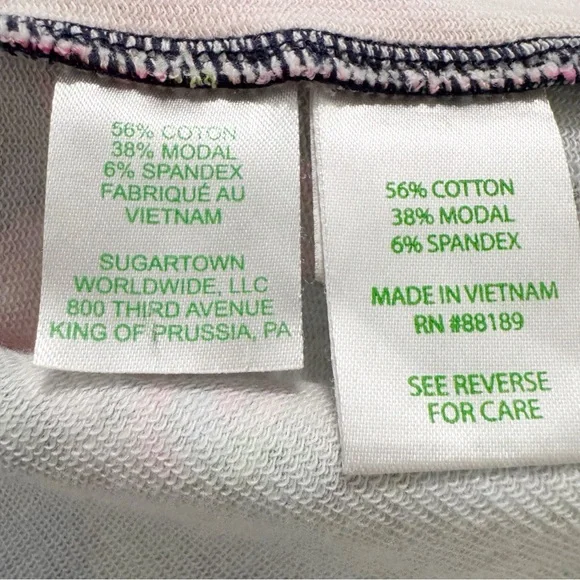 56% COTON
38% MODAL
6% SPANDEX
FABRIQUÉ AU
VIETNAM
SUGARTOWN
WORLDWIDE, LLC
800 THIRD AVENUE
KING OF PRUSSIA, PA
56% COTTON
38% MODAL
6% SPANDEX
MADE IN VIETNAM
RN #88189
SEE REVERSE
FOR CARE